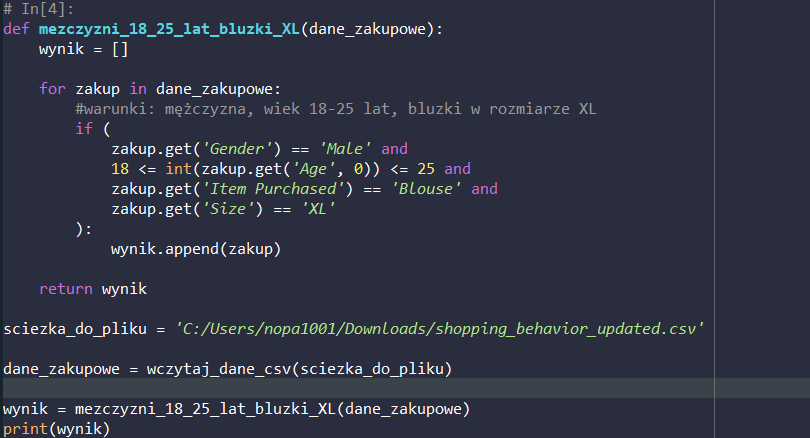 # In[4]:
def mezczyzni_18_25_lat_bluzki_XL(dane_zakupowe):
    wynik = []
    for zakup in dane_zakupowe:
        #warunki: mężczyzna, wiek 18-25 lat, bluzki w rozmiarze XL
        if (
            zakup.get('Gender') == 'Male' and
            18 <= int(zakup.get('Age', 0)) <= 25 and
            zakup.get('Item Purchased') == 'Blouse' and
            zakup.get('Size') == 'XL'
        ):
            wynik.append(zakup)
    return wynik
sciezka_do_pliku = 'C:/Users/nopa1001/Downloads/shopping_behavior_updated.csv'
dane_zakupowe = wczytaj_dane_csv(sciezka_do_pliku)
wynik = mezczyzni_18_25_lat_bluzki_XL(dane_zakupowe)
print(wynik)